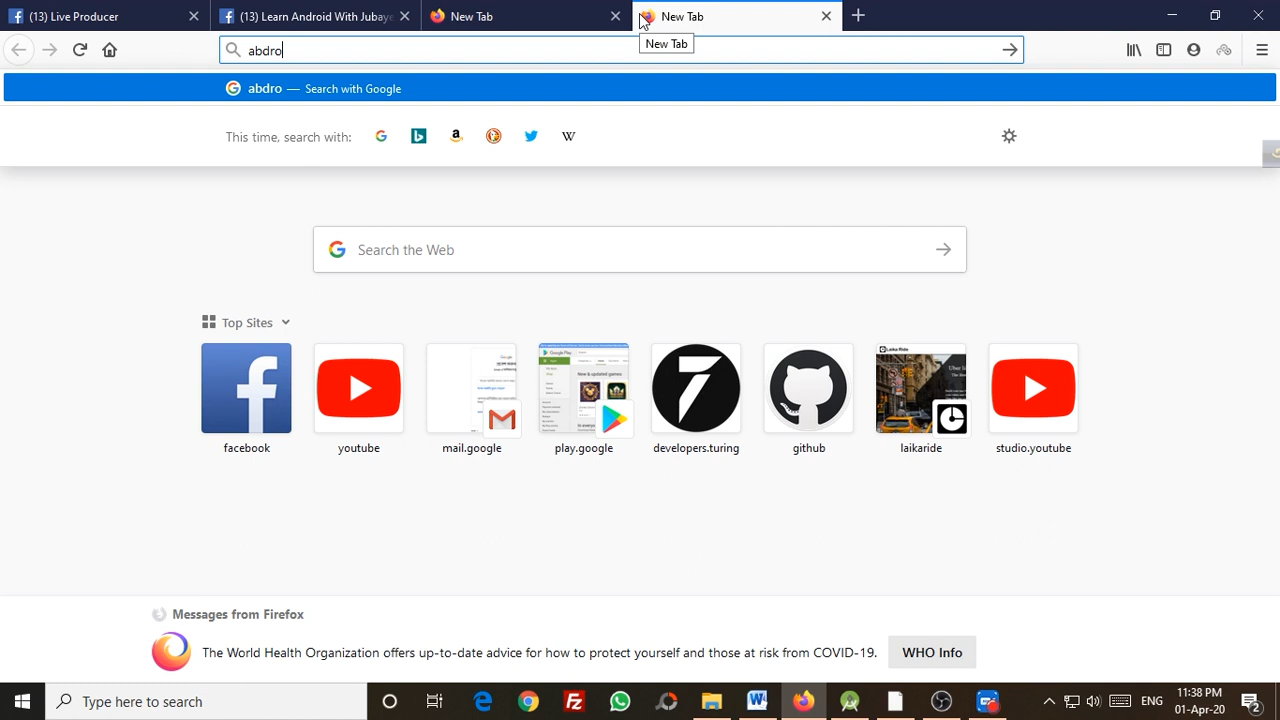 (13) Live Producer
(13) Learn Android With Jubaye
New Tab
New Tab
abdro
New Tab
abdro — Search with Google
This time, search with:
Search the Web
Top Sites
facebook
youtube
mail.google
play.google
developers.turing
github
laikaride
studio.youtube
Messages from Firefox
The World Health Organization offers up-to-date advice for how to protect yourself and those at risk from COVID-19.
WHO Info
Type here to search
ENG
11:38 PM
01-Apr-20
2